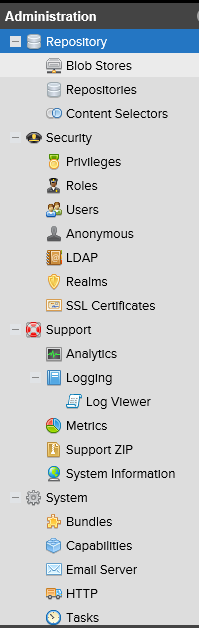 Administration
Repository
Blob Stores
Repositories
Content Selectors
Security
Privileges
Roles
Users
Anonymous
LDAP
Realms
SSL Certificates
Support
Analytics
Logging
Log Viewer
Metrics
Support ZIP
System Information
System
Bundles
Capabilities
Email Server
HTTP
Tasks